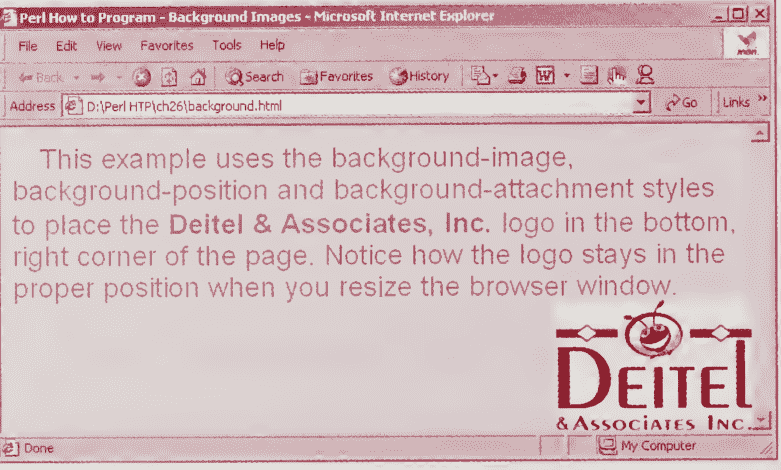 Perl How to Program - Background Images - Microsoft Internet Explorer
File Edit View Favorites Tools Help
Back Search Favorites History
Address D:\Perl HTP\ch26\background.html Go Links »
This example uses the background-image,
background-position and background-attachment styles
to place the Deitel & Associates, Inc. logo in the bottom,
right corner of the page. Notice how the logo stays in the
proper position when you resize the browser window.
DEITEL
& ASSOCIATES INC.
Done My Computer